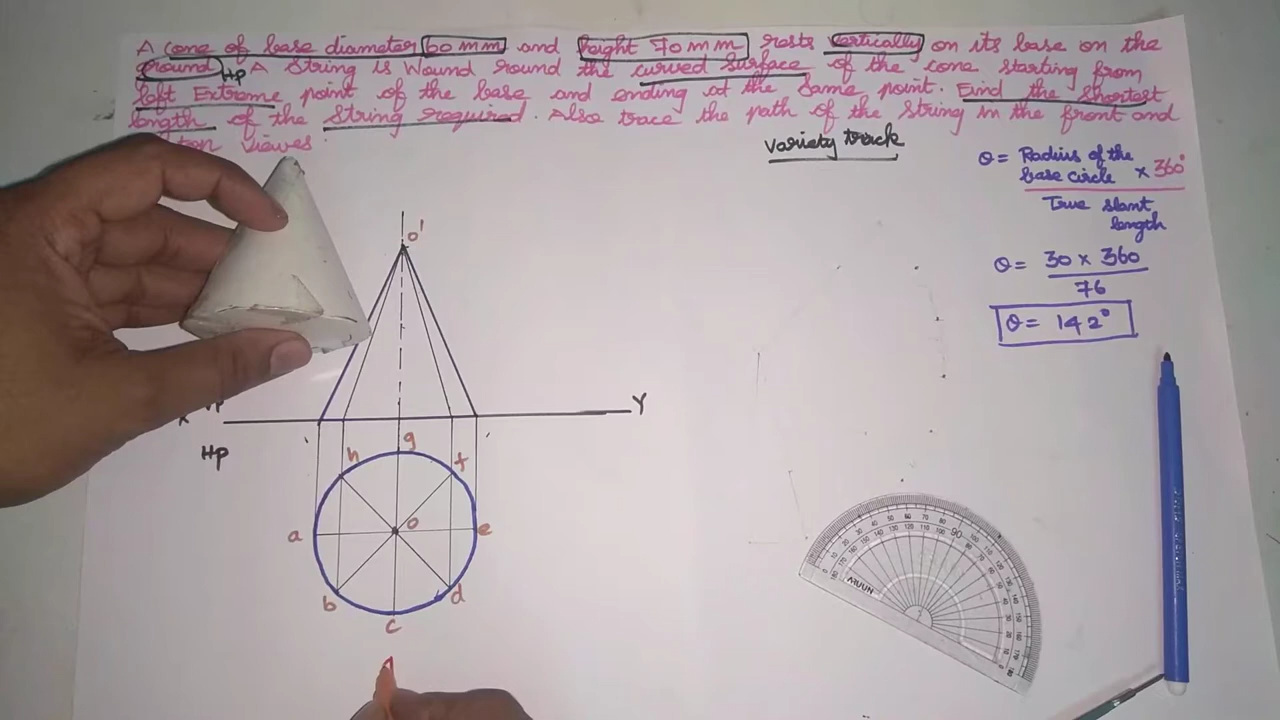 A cone of base diameter 60 mm and height 70 mm rests vertically on its base on the
ground HP A String is Wound round the curved surface of the cone starting from
left Extreme point of the base and ending at the same point. Find the shortest
length of the string required. Also trace the path of the string in the front and
views.
variety track
θ = Radius of the
base circle × 360°
True slant
length
θ = 30 × 360
76
θ = 142°
o'
Y
Hp
g
h
f
a
o
e
b
d
c
ARUUN